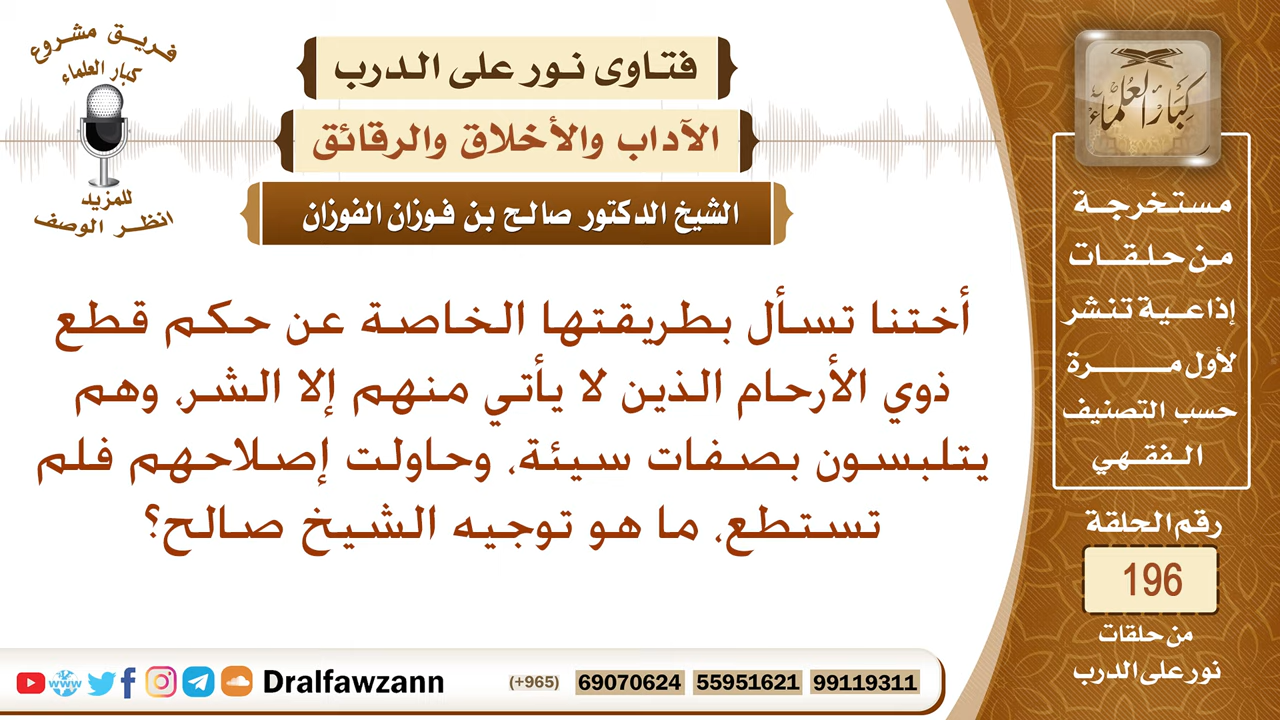 فريق مشروع
كبار العلماء
للمزيد
انظر الوصف
فتاوى نور على الدرب
الآداب والأخلاق والرقائق
الشيخ الدكتور صالح بن فوزان الفوزان
أختنا تسأل بطريقتها الخاصة عن حكم قطع
ذوي الأرحام الذين لا يأتي منهم إلا الشر، وهم
يتلبسون بصفات سيئة، وحاولت إصلاحهم فلم
تستطع، ما هو توجيه الشيخ صالح؟
كبار العلماء
مستخرجة
من حلقات
إذاعية تنشر
لأول مرة
حسب التصنيف
الفقهي
رقم الحلقة
196
من حلقات
نور على الدرب
www Dralfawzann (+965) 69070624 55951621 99119311